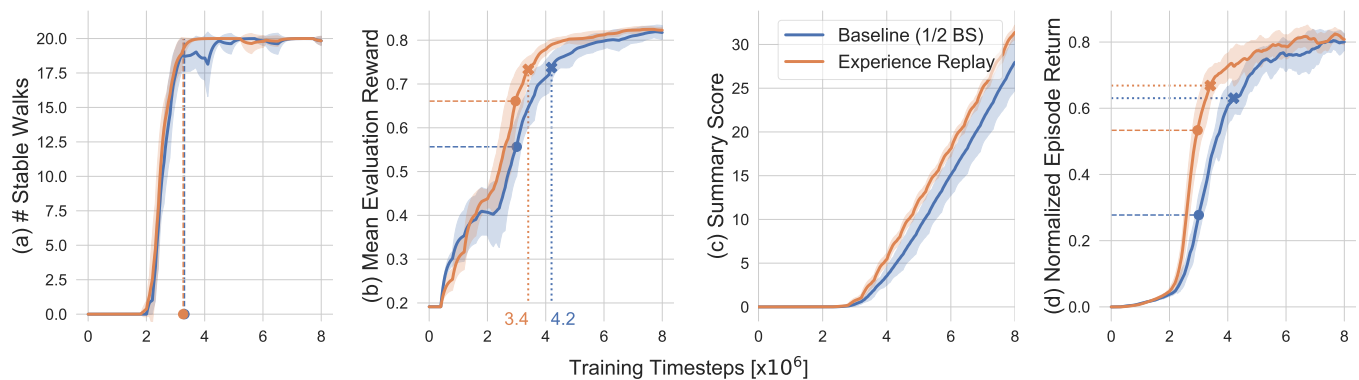 (a) # Stable Walks
20.0
17.5
15.0
12.5
10.0
7.5
5.0
2.5
0.0
0 2 4 6 8
(b) Mean Evaluation Reward
0.8
0.7
0.6
0.5
0.4
0.3
0.2
3.4 4.2
0 2 4 6 8
(c) Summary Score
30
25
20
15
10
5
0
Baseline (1/2 BS)
Experience Replay
0 2 4 6 8
(d) Normalized Episode Return
0.8
0.6
0.4
0.2
0.0
0 2 4 6 8
Training Timesteps [x10⁶]